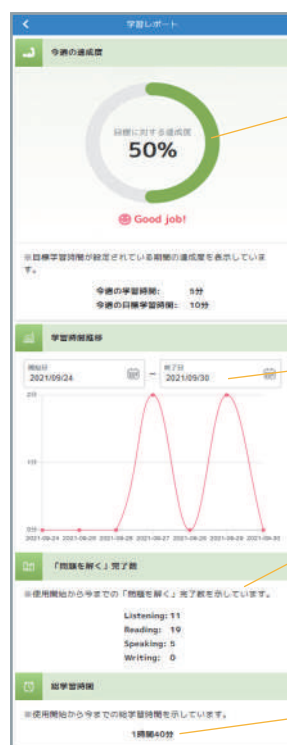 学習レポート
今週の達成度
目標に対する達成度
50%
Good job!
※目標学習時間が設定されている期間の達成度を表示していま
す。
今週の学習時間: 5分
今週の目標学習時間: 10分
学習時間推移
開始日
2021/09/24
–
終了日
2021/09/30
2分
1分
0分
2021-09-24 2021-09-25 2021-09-26 2021-09-27 2021-09-28 2021-09-29 2021-09-30
「問題を解く」完了数
※使用開始から今までの「問題を解く」完了数を示しています。
Listening: 11
Reading: 19
Speaking: 5
Writing: 0
総学習時間
※使用開始から今までの総学習時間を示しています。
1時間40分